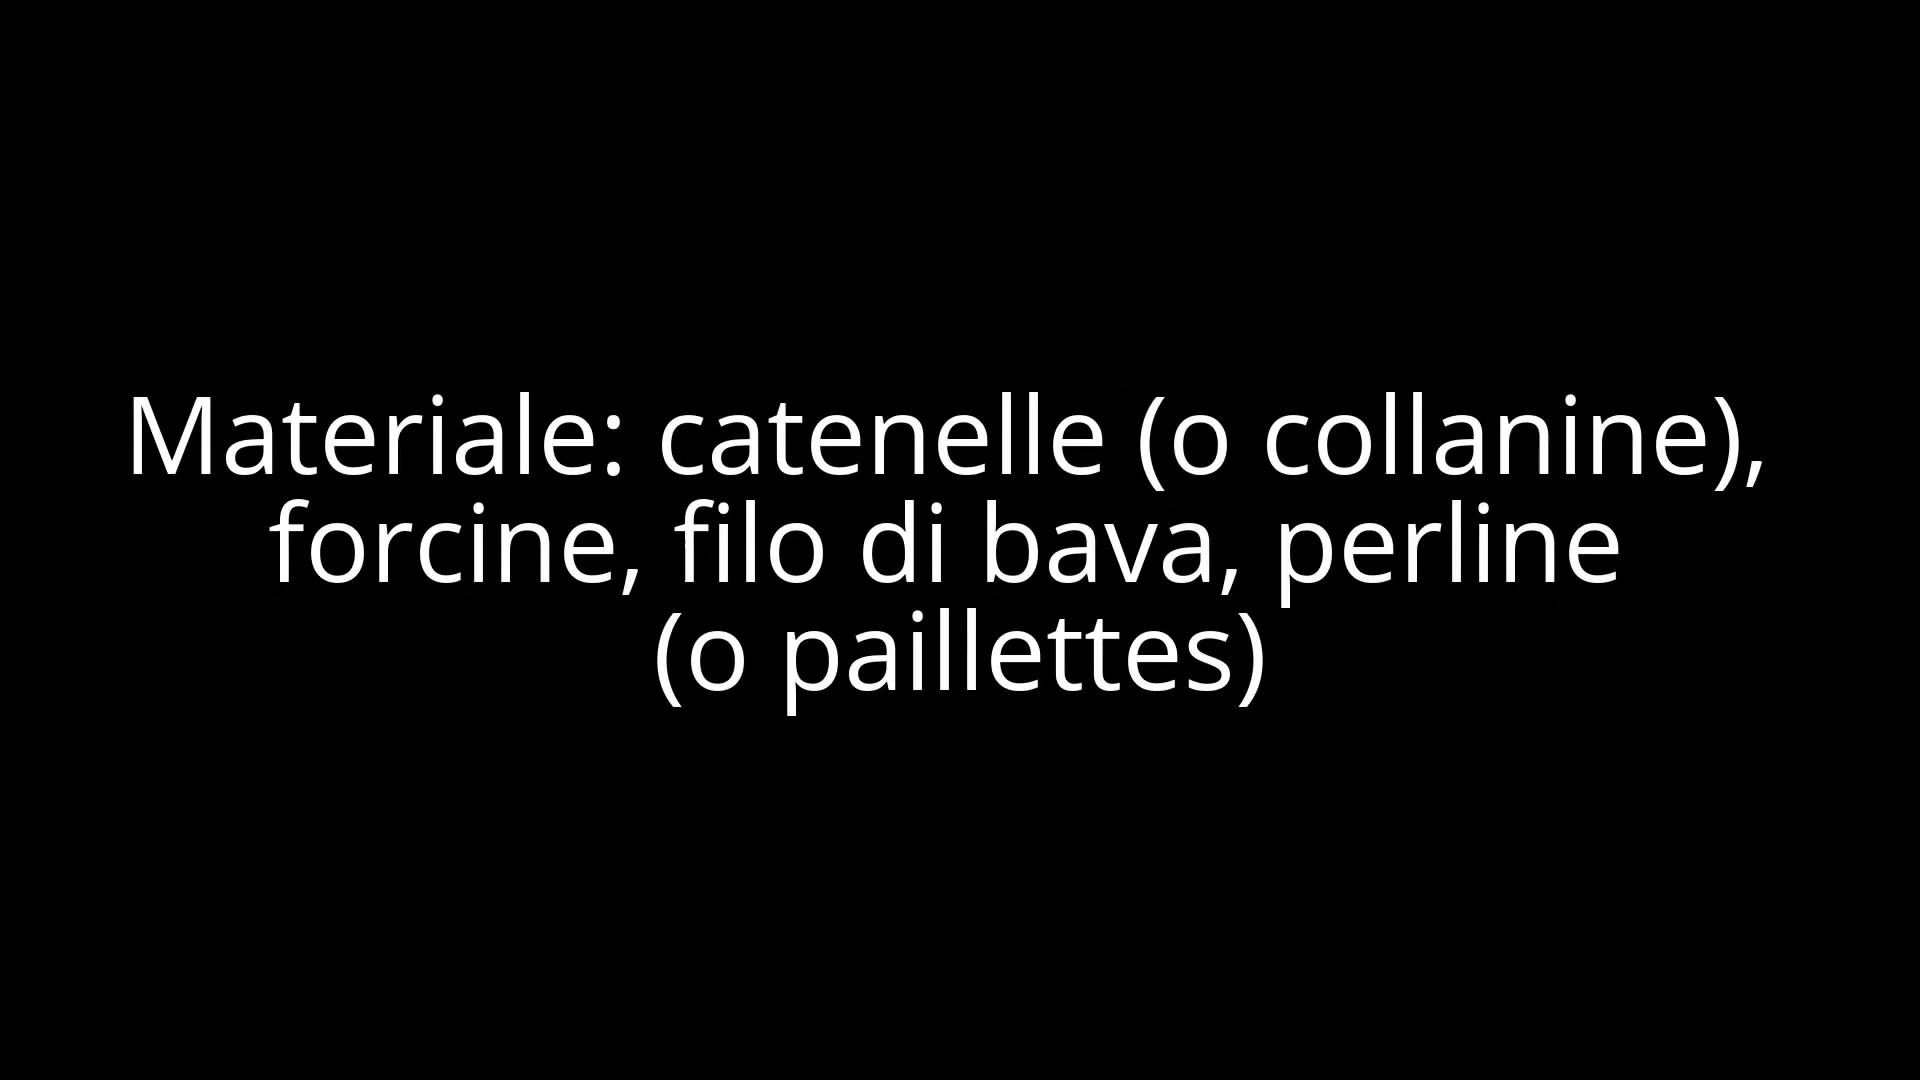 Materiale: catenelle (o collanine),
forcine, filo di bava, perline
(o paillettes)